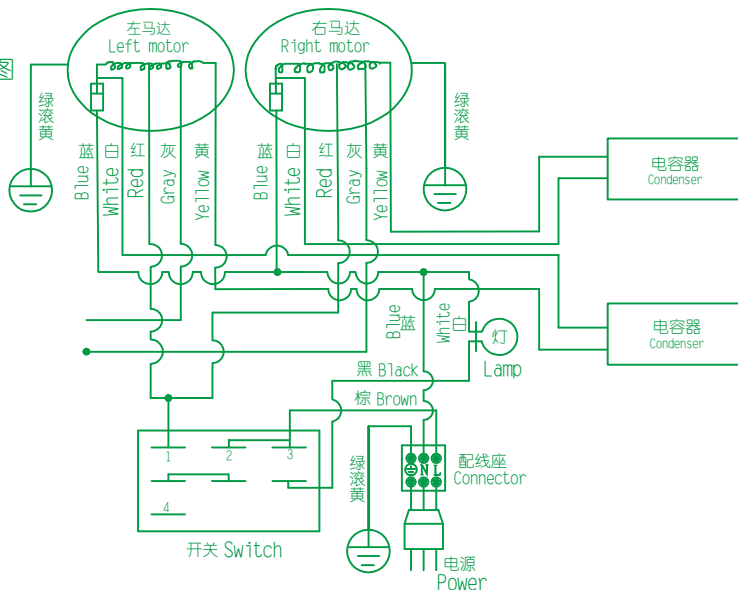 图
左马达
Left motor
右马达
Right motor
绿滚黄
蓝 Blue
白 White
红 Red
灰 Gray
黄 Yellow
蓝 Blue
白 White
红 Red
灰 Gray
黄 Yellow
绿滚黄
电容器
Condenser
电容器
Condenser
Blue 蓝
White 白
灯
Lamp
黑 Black
棕 Brown
1 2 3
4
开关 Switch
绿滚黄
N L
配线座
Connector
电源
Power